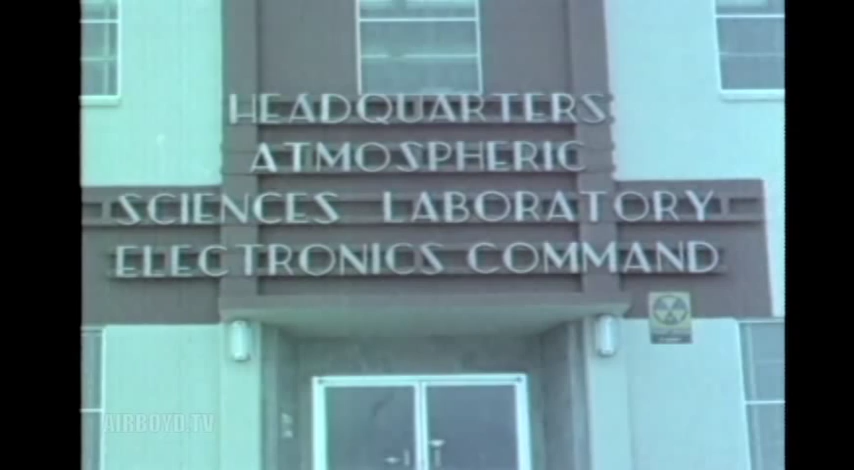 HEADQUARTERS
ATMOSPHERIC
SCIENCES LABORATORY
ELECTRONICS COMMAND
AIRBOYD.TV